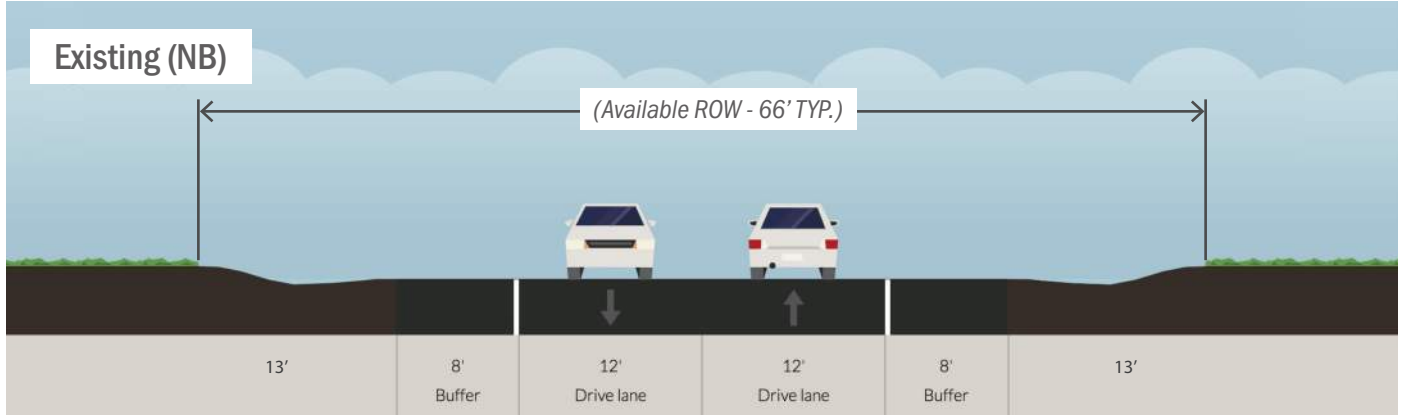 Existing (NB)
(Available ROW - 66’ TYP.)
13’
8'
Buffer
12'
Drive lane
12'
Drive lane
8'
Buffer
13’